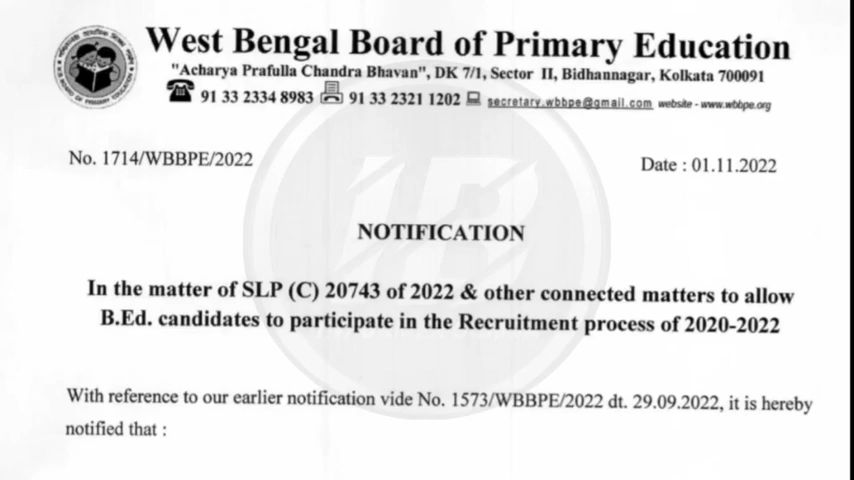 West Bengal Board of Primary Education
"Acharya Prafulla Chandra Bhavan", DK 7/1, Sector II, Bidhannagar, Kolkata 700091
91 33 2334 8983 91 33 2321 1202 secretary.wbbpe@gmail.com website - www.wbbpe.org
No. 1714/WBBPE/2022
Date : 01.11.2022
NOTIFICATION
In the matter of SLP (C) 20743 of 2022 & other connected matters to allow
B.Ed. candidates to participate in the Recruitment process of 2020-2022
With reference to our earlier notification vide No. 1573/WBBPE/2022 dt. 29.09.2022, it is hereby
notified that :